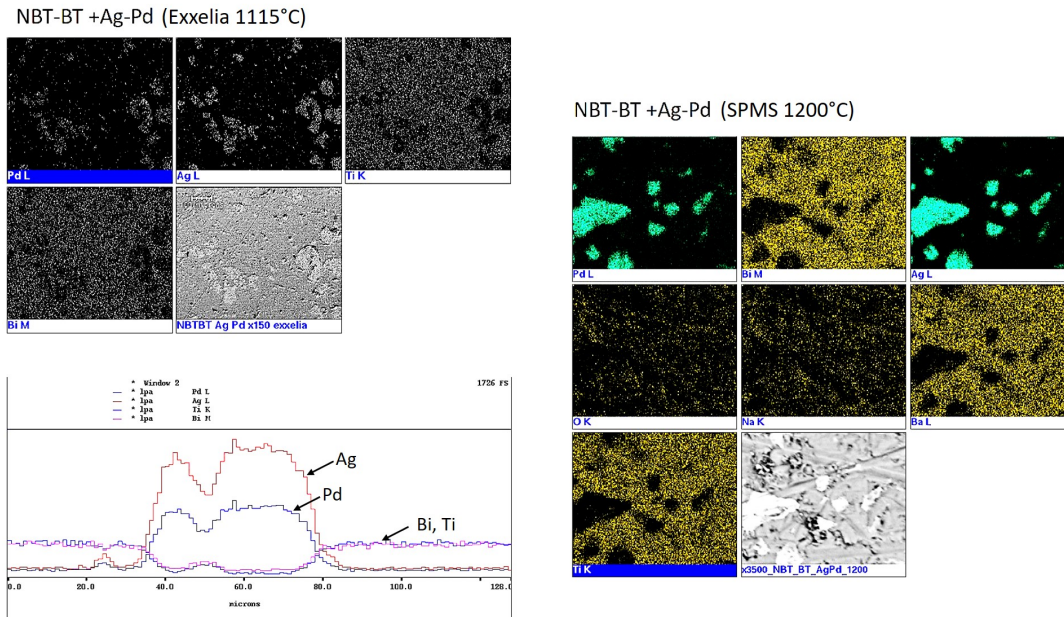 NBT-BT +Ag-Pd (Exxelia 1115°C)
Pd L
Ag L
Ti K
Bi M
NBTBT Ag Pd x150 exxelia
* Window 2
1726 FS
* lpa Pd L
* lpa Ag L
* lpa Ti K
* lpa Bi M
Ag
Pd
Bi, Ti
0.0 20.0 40.0 60.0 80.0 100.0 128.0
microns
NBT-BT +Ag-Pd (SPMS 1200°C)
Pd L
Bi M
Ag L
O K
Na K
Ba L
Ti K
x3500_NBT_BT_AgPd_1200